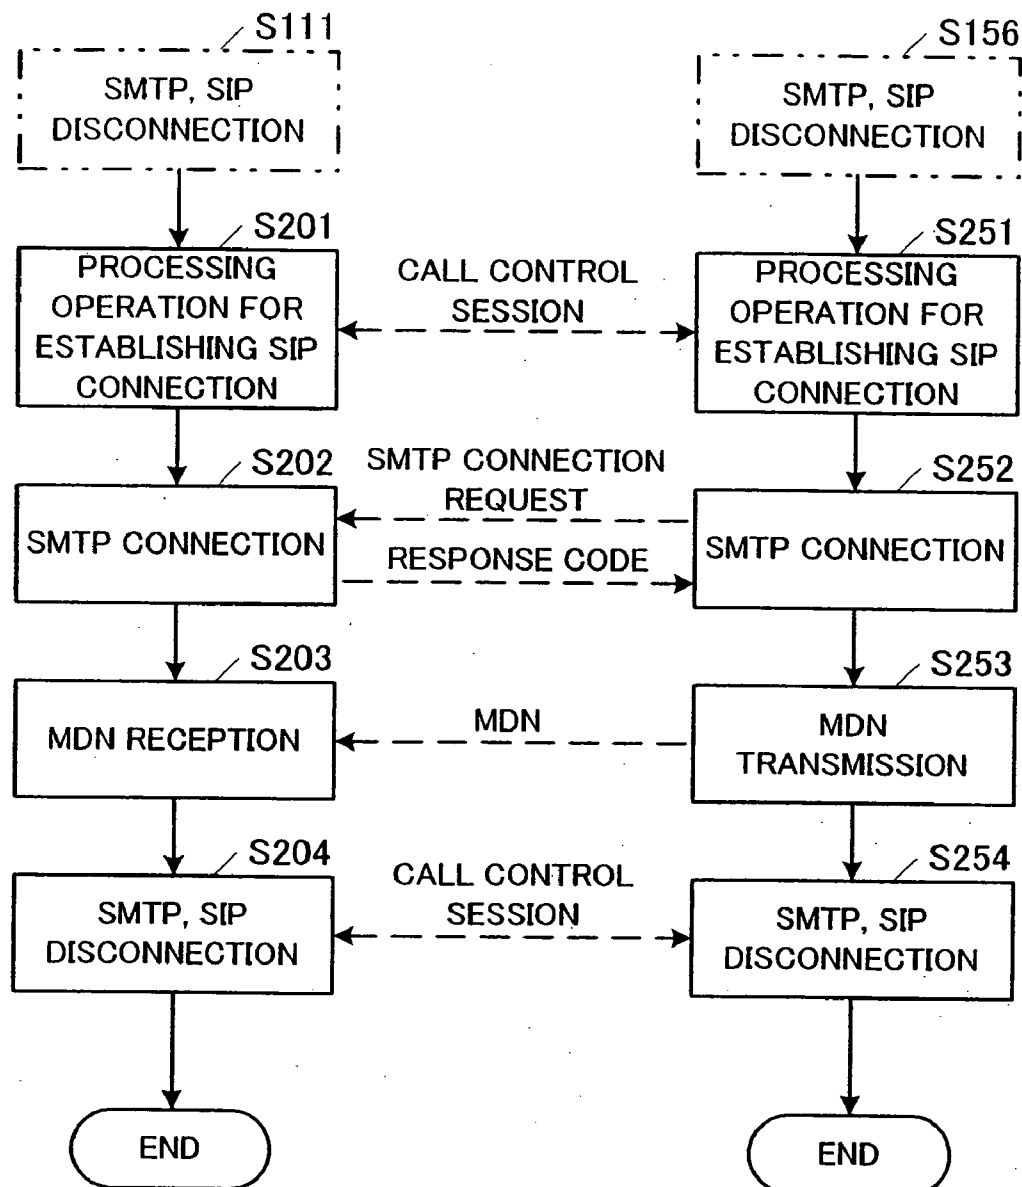 S111
SMTP, SIP
DISCONNECTION
S156
SMTP, SIP
DISCONNECTION
S201
PROCESSING
OPERATION FOR
ESTABLISHING SIP
CONNECTION
CALL CONTROL
SESSION
S251
PROCESSING
OPERATION FOR
ESTABLISHING SIP
CONNECTION
S202
SMTP CONNECTION
SMTP CONNECTION
REQUEST
RESPONSE CODE
S252
SMTP CONNECTION
S203
MDN RECEPTION
MDN
S253
MDN
TRANSMISSION
S204
SMTP, SIP
DISCONNECTION
CALL CONTROL
SESSION
S254
SMTP, SIP
DISCONNECTION
END
END